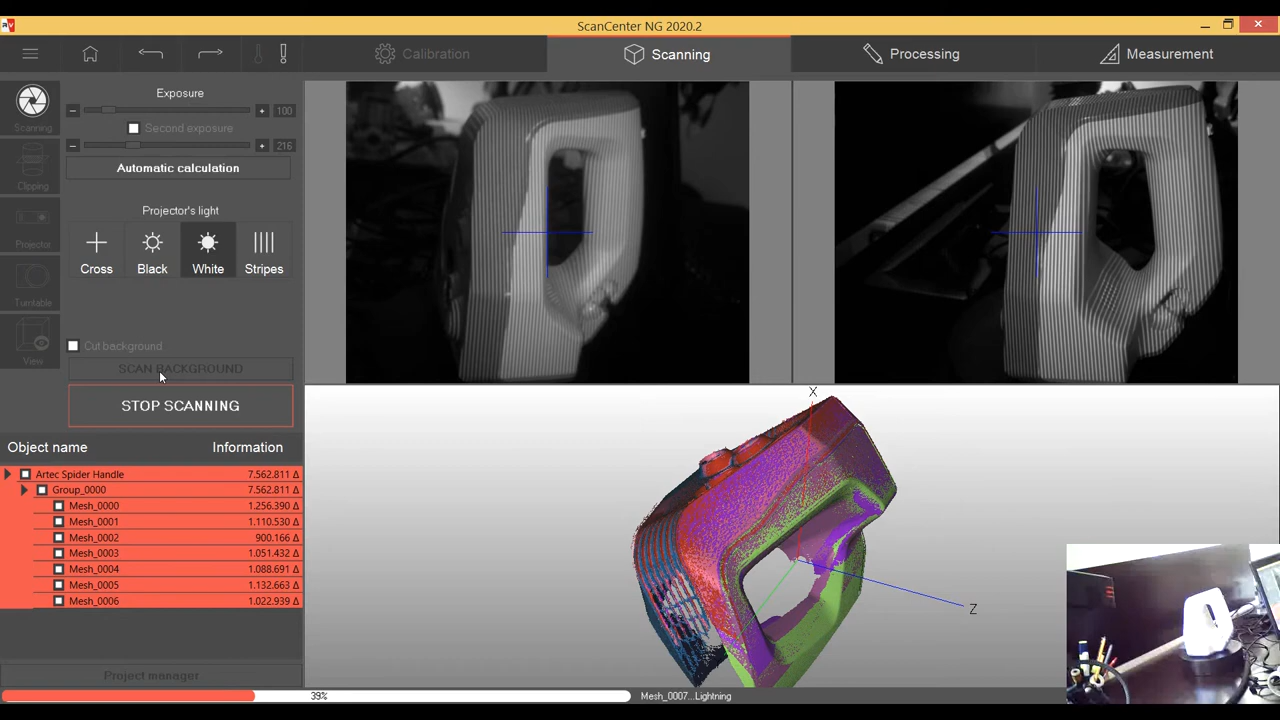 ScanCenter NG 2020.2
Calibration
Scanning
Processing
Measurement
Scanning
Clipping
Projector
Turntable
View
Exposure
100
Second exposure
216
Automatic calculation
Projector's light
Cross
Black
White
Stripes
Cut background
SCAN BACKGROUND
STOP SCANNING
Object name Information
Artec Spider Handle 7.562.811 Δ
Group_0000 7.562.811 Δ
Mesh_0000 1.256.390 Δ
Mesh_0001 1.110.530 Δ
Mesh_0002 900.166 Δ
Mesh_0003 1.051.432 Δ
Mesh_0004 1.088.691 Δ
Mesh_0005 1.132.663 Δ
Mesh_0006 1.022.939 Δ
Project manager
X
Z
39% Mesh_0007...Lightning